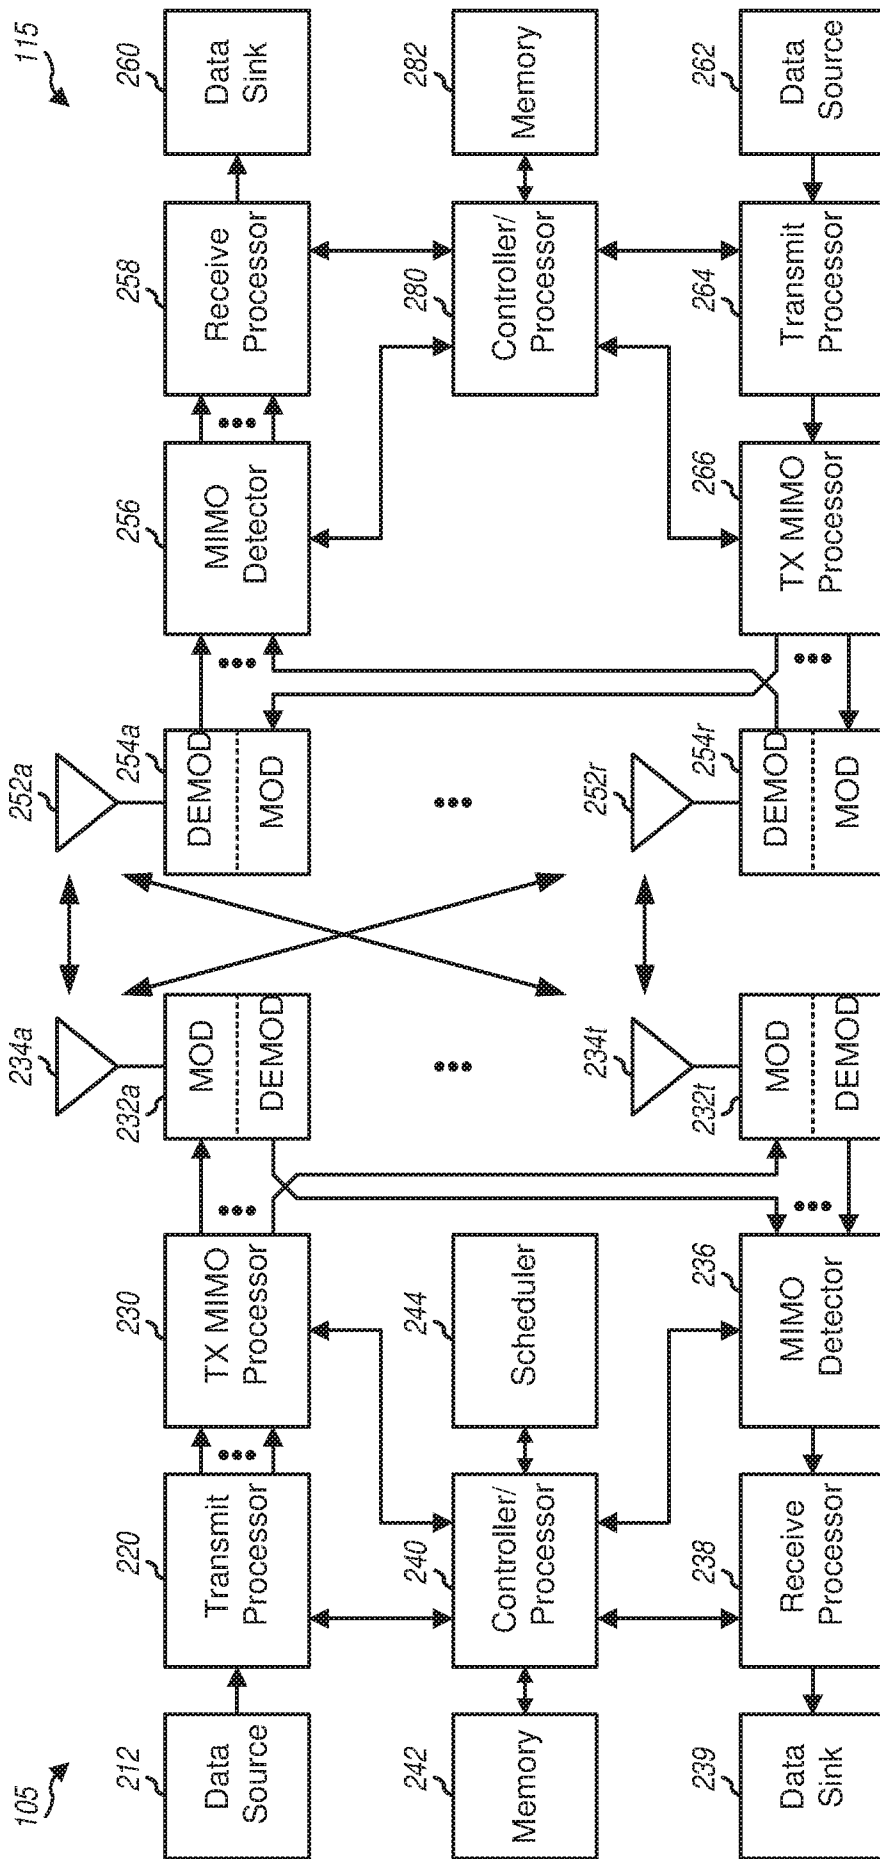 105
115
212
Data
Source
220
Transmit
Processor
230
TX MIMO
Processor
232a
MOD
DEMOD
234a
252a
254a
DEMOD
MOD
256
MIMO
Detector
258
Receive
Processor
260
Data
Sink
242
Memory
240
Controller/
Processor
244
Scheduler
280
Controller/
Processor
282
Memory
239
Data
Sink
238
Receive
Processor
236
MIMO
Detector
232t
MOD
DEMOD
234t
252r
254r
DEMOD
MOD
266
TX MIMO
Processor
264
Transmit
Processor
262
Data
Source